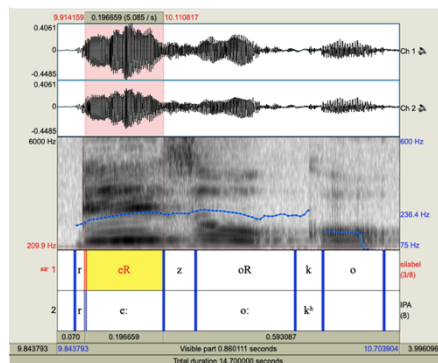 9.914159 0.196659 (5.085 / s) 10.110817
0.4061
0
-0.4485
Ch 1
0.4061
0
-0.4485
Ch 2
6000 Hz 600 Hz
236.4 Hz
209.9 Hz 75 Hz
1 r eR z oR k o silabel
(3/8)
2 r e: o: kʰ IPA
(8)
0.070 0.196659 0.593087
9.843793 9.843793 Visible part 0.860111 seconds 10.703904 3.996096
Total duration 14.700000 seconds